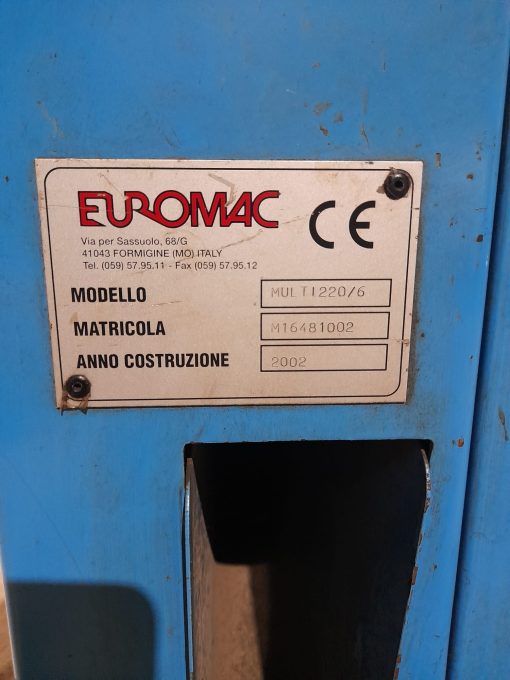 EUROMAC
CE
Via per Sassuolo, 68/G
41043 FORMIGINE (MO) ITALY
Tel. (059) 57.95.11 - Fax (059) 57.95.12
MODELLO MULTI220/6
MATRICOLA M16481002
ANNO COSTRUZIONE 2002